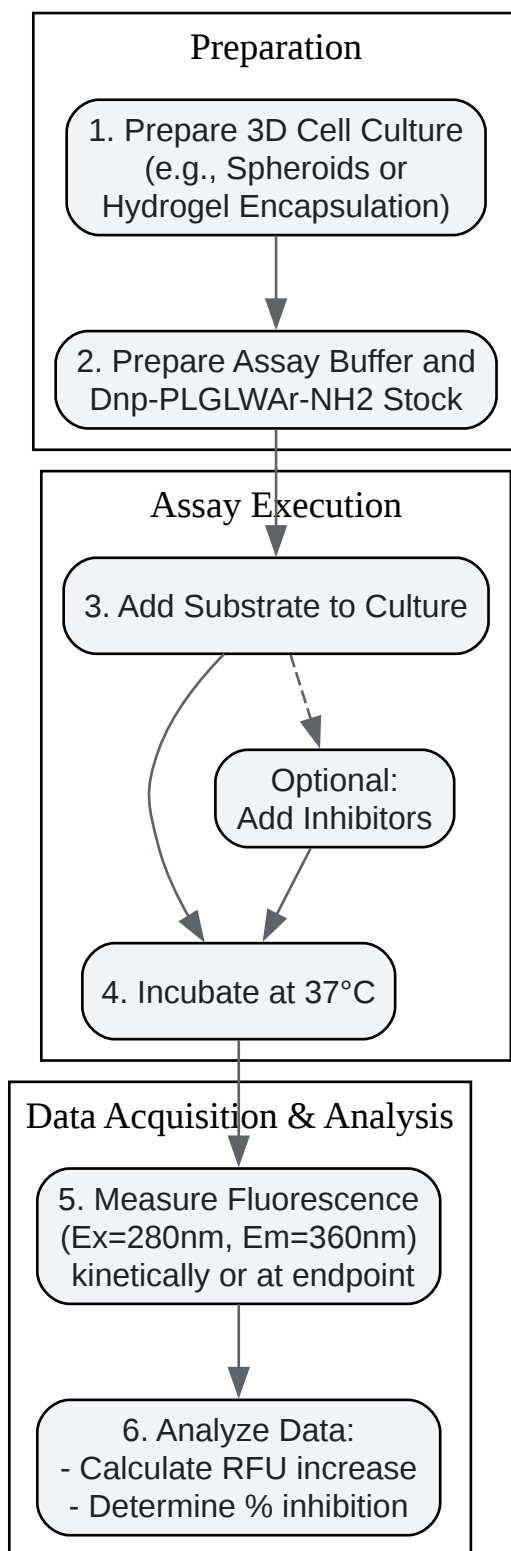 Preparation
1. Prepare 3D Cell Culture
(e.g., Spheroids or
Hydrogel Encapsulation)
2. Prepare Assay Buffer and
Dnp-PLGLWAr-NH2 Stock
Assay Execution
3. Add Substrate to Culture
Optional:
Add Inhibitors
4. Incubate at 37°C
Data Acquisition & Analysis
5. Measure Fluorescence
(Ex=280nm, Em=360nm)
kinetically or at endpoint
6. Analyze Data:
- Calculate RFU increase
- Determine % inhibition